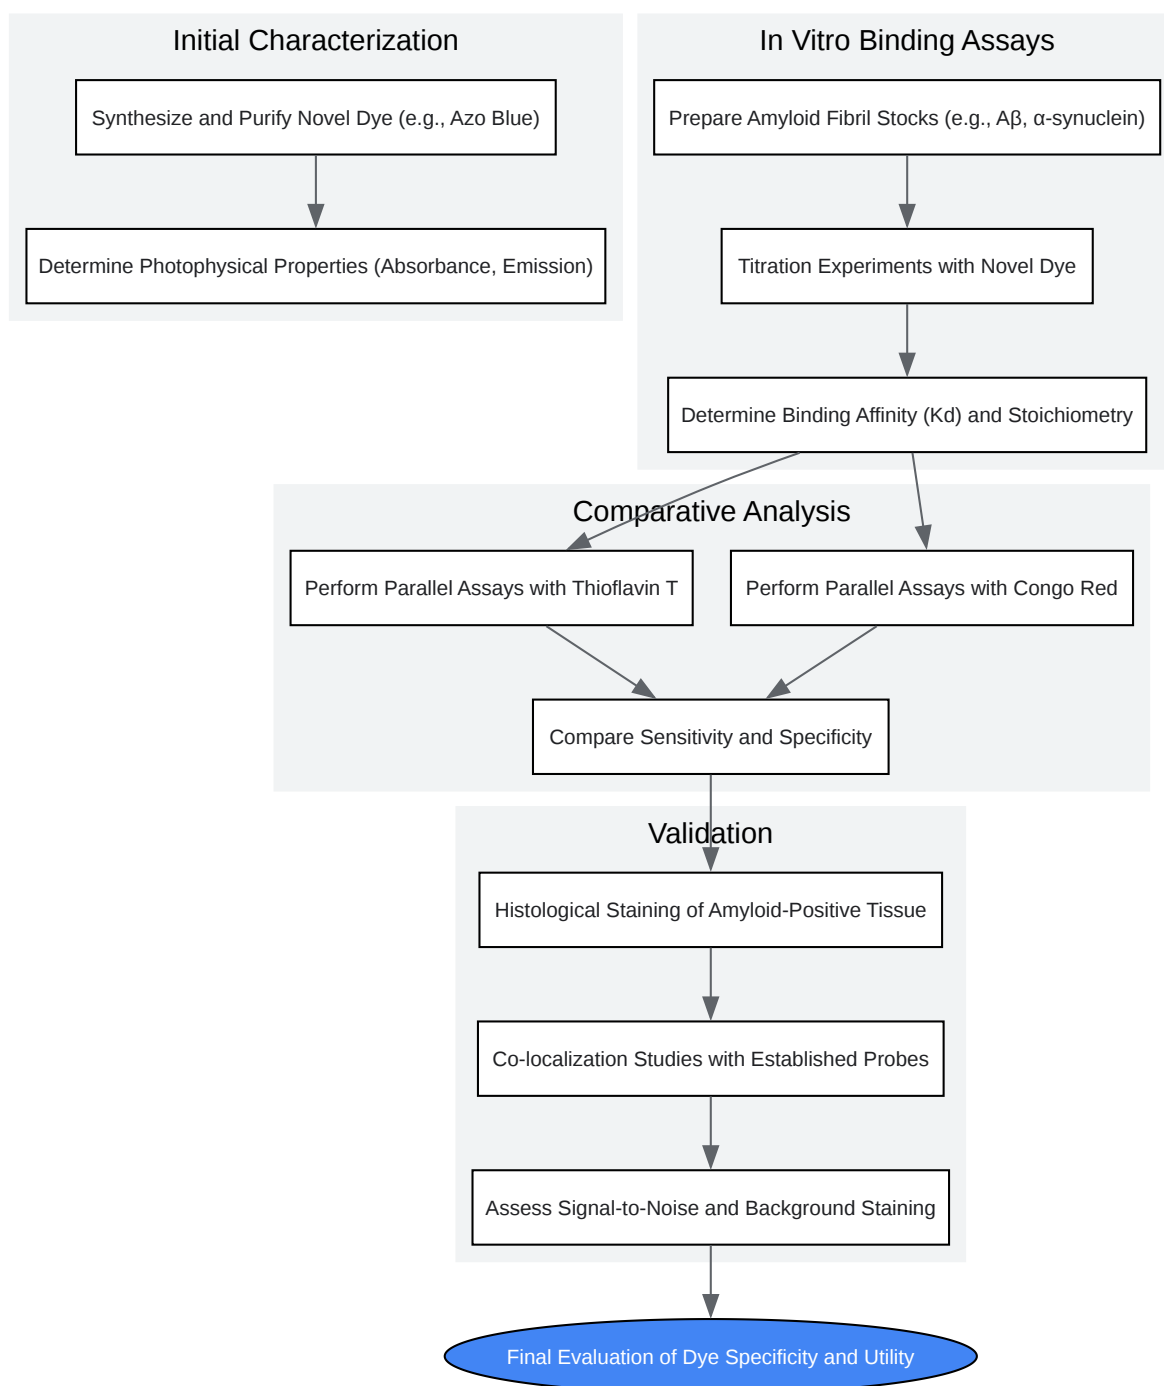 Initial Characterization
Synthesize and Purify Novel Dye (e.g., Azo Blue)
Determine Photophysical Properties (Absorbance, Emission)
In Vitro Binding Assays
Prepare Amyloid Fibril Stocks (e.g., Aβ, α-synuclein)
Titration Experiments with Novel Dye
Determine Binding Affinity (Kd) and Stoichiometry
Comparative Analysis
Perform Parallel Assays with Thioflavin T
Perform Parallel Assays with Congo Red
Compare Sensitivity and Specificity
Validation
Histological Staining of Amyloid-Positive Tissue
Co-localization Studies with Established Probes
Assess Signal-to-Noise and Background Staining
Final Evaluation of Dye Specificity and Utility